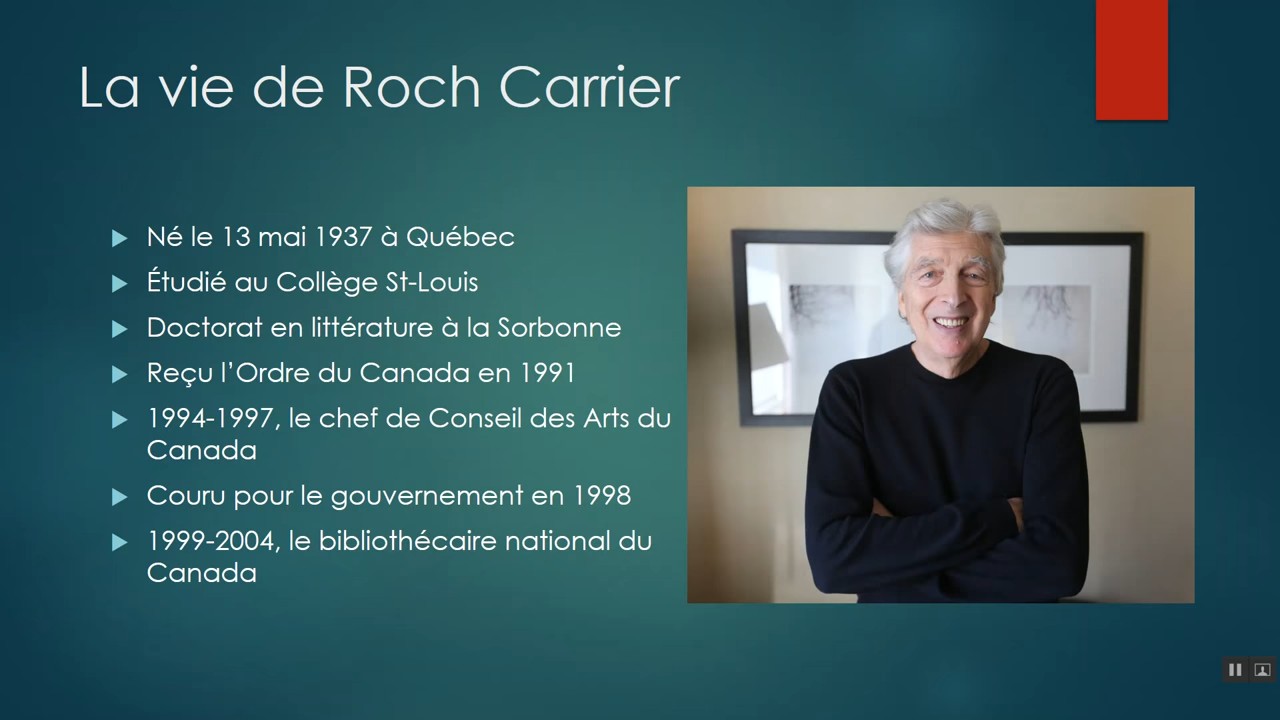 La vie de Roch Carrier
Né le 13 mai 1937 à Québec
Étudié au Collège St-Louis
Doctorat en littérature à la Sorbonne
Reçu l’Ordre du Canada en 1991
1994-1997, le chef de Conseil des Arts du
Canada
Couru pour le gouvernement en 1998
1999-2004, le bibliothécaire national du
Canada